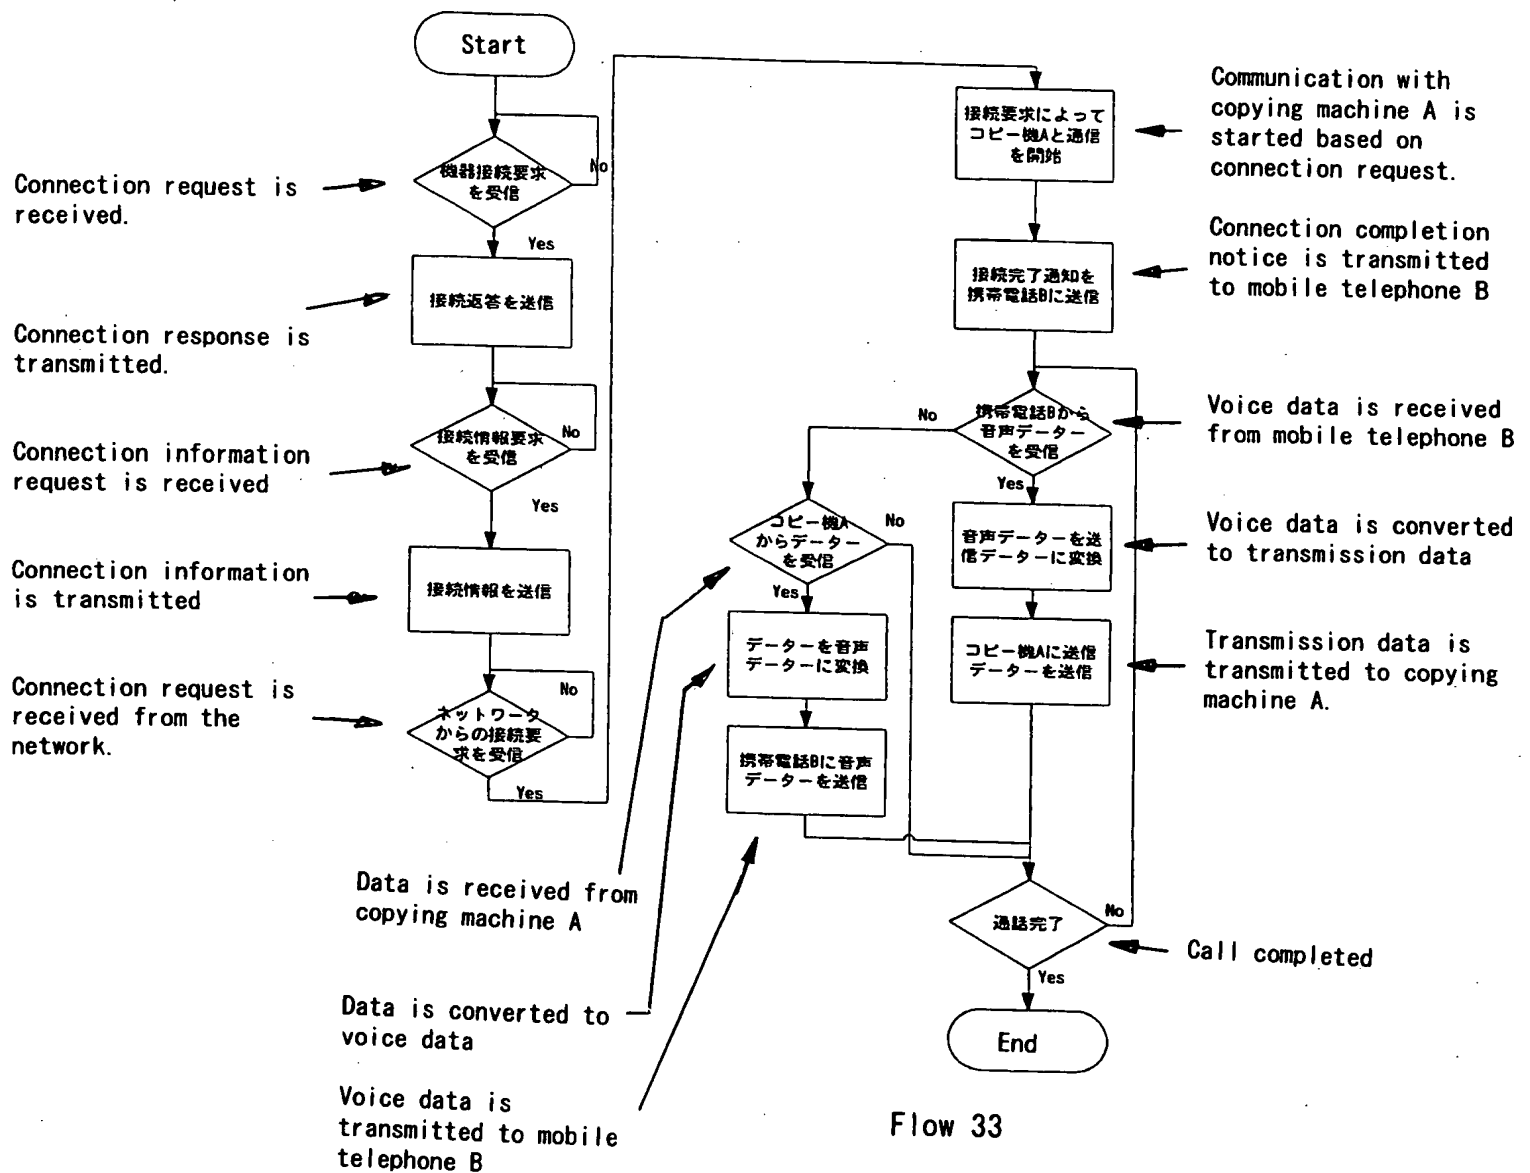 Start
機器接続要求
を受信
No
Yes
接続返答を送信
接続情報要求
を受信
No
Yes
接続情報を送信
ネットワータ
からの接続要
求を受信
No
Yes
Connection request is
received.
Connection response is
transmitted.
Connection information
request is received
Connection information
is transmitted
Connection request is
received from the
network.
接続要求によって
コピー機Aと通信
を開始
接続完了通知を
携帯電話Bに送信
携帯電話Bから
音声データー
を受信
No
Yes
コピー機A
からデーター
を受信
No
Yes
音声データーを送
信データーに変換
データーを音声
データーに変換
コピー機Aに送信
データーを送信
携帯電話Bに音声
データーを送信
通話完了
No
Yes
End
Communication with
copying machine A is
started based on
connection request.
Connection completion
notice is transmitted
to mobile telephone B
Voice data is received
from mobile telephone B
Voice data is converted
to transmission data
Transmission data is
transmitted to copying
machine A.
Call completed
Data is received from
copying machine A
Data is converted to
voice data
Voice data is
transmitted to mobile
telephone B
Flow 33